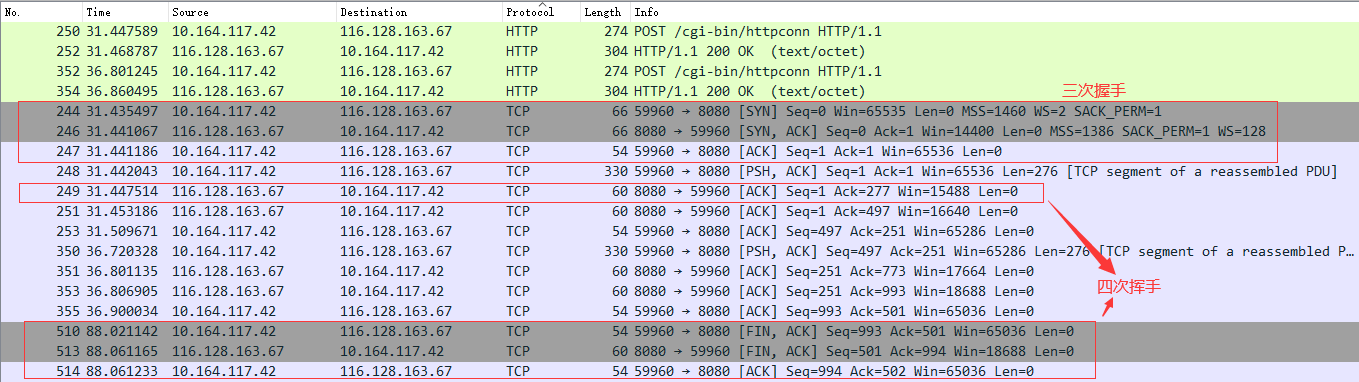 No. Time Source Destination Protocol Length Info
250 31.447589 10.164.117.42 116.128.163.67 HTTP 274 POST /cgi-bin/httpconn HTTP/1.1
252 31.468787 116.128.163.67 10.164.117.42 HTTP 304 HTTP/1.1 200 OK (text/octet)
352 36.801245 10.164.117.42 116.128.163.67 HTTP 274 POST /cgi-bin/httpconn HTTP/1.1
354 36.860495 116.128.163.67 10.164.117.42 HTTP 304 HTTP/1.1 200 OK (text/octet)
三次握手
244 31.435497 10.164.117.42 116.128.163.67 TCP 66 59960 → 8080 [SYN] Seq=0 Win=65535 Len=0 MSS=1460 WS=2 SACK_PERM=1
246 31.441067 116.128.163.67 10.164.117.42 TCP 66 8080 → 59960 [SYN, ACK] Seq=0 Ack=1 Win=14400 Len=0 MSS=1386 SACK_PERM=1 WS=128
247 31.441186 10.164.117.42 116.128.163.67 TCP 54 59960 → 8080 [ACK] Seq=1 Ack=1 Win=65536 Len=0
248 31.442043 10.164.117.42 116.128.163.67 TCP 330 59960 → 8080 [PSH, ACK] Seq=1 Ack=1 Win=65536 Len=276 [TCP segment of a reassembled PDU]
249 31.447514 116.128.163.67 10.164.117.42 TCP 60 8080 → 59960 [ACK] Seq=1 Ack=277 Win=15488 Len=0
251 31.453186 116.128.163.67 10.164.117.42 TCP 60 8080 → 59960 [ACK] Seq=1 Ack=497 Win=16640 Len=0
253 31.509671 10.164.117.42 116.128.163.67 TCP 54 59960 → 8080 [ACK] Seq=497 Ack=251 Win=65286 Len=0
350 36.720328 10.164.117.42 116.128.163.67 TCP 330 59960 → 8080 [PSH, ACK] Seq=497 Ack=251 Win=65286 Len=276 [TCP segment of a reassembled P…
351 36.801135 116.128.163.67 10.164.117.42 TCP 60 8080 → 59960 [ACK] Seq=251 Ack=773 Win=17664 Len=0
353 36.806905 116.128.163.67 10.164.117.42 TCP 60 8080 → 59960 [ACK] Seq=251 Ack=993 Win=18688 Len=0
四次挥手
355 36.900034 10.164.117.42 116.128.163.67 TCP 54 59960 → 8080 [ACK] Seq=993 Ack=501 Win=65036 Len=0
510 88.021142 10.164.117.42 116.128.163.67 TCP 54 59960 → 8080 [FIN, ACK] Seq=993 Ack=501 Win=65036 Len=0
513 88.061165 116.128.163.67 10.164.117.42 TCP 60 8080 → 59960 [FIN, ACK] Seq=501 Ack=994 Win=18688 Len=0
514 88.061233 10.164.117.42 116.128.163.67 TCP 54 59960 → 8080 [ACK] Seq=994 Ack=502 Win=65036 Len=0